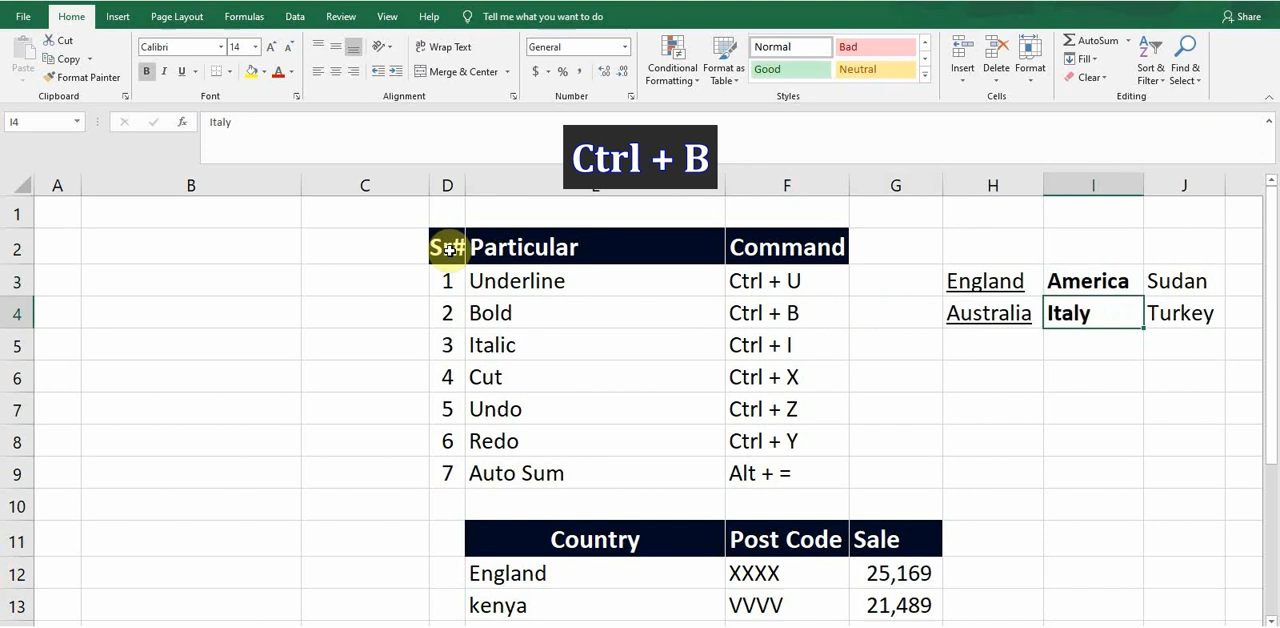 File Home Insert Page Layout Formulas Data Review View Help Tell me what you want to do Share
Cut Calibri 14 Wrap Text General Normal Bad AutoSum
Paste Copy
Format Painter B I U Merge & Center $ % , Conditional Formatting Format as Table Good Neutral Insert Delete Format Fill Clear Sort & Filter Find & Select
Clipboard Font Alignment Number Styles Cells Editing
I4 fx Italy
Ctrl + B
A B C D E F G H I J
1
2 Sr# Particular Command
3 1 Underline Ctrl + U England America Sudan
4 2 Bold Ctrl + B Australia Italy Turkey
5 3 Italic Ctrl + I
6 4 Cut Ctrl + X
7 5 Undo Ctrl + Z
8 6 Redo Ctrl + Y
9 7 Auto Sum Alt + =
10
11 Country Post Code Sale
12 England XXXX 25,169
13 kenya VVVV 21,489